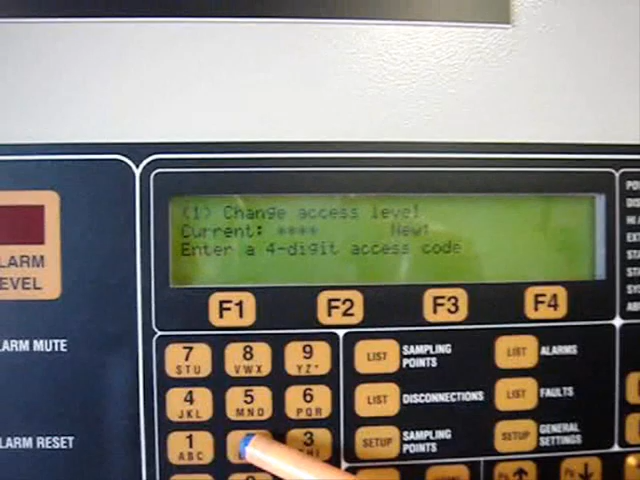 (1) Change access level
Current: **** New:
Enter a 4-digit access code
F1 F2 F3 F4
ALARM
LEVEL
ALARM MUTE
ALARM RESET
7 STU
8 VWX
9
4 JKL
5 MNO
6 PQR
1 ABC
3
LIST SAMPLING POINTS
LIST ALARMS
LIST DISCONNECTIONS
LIST FAULTS
SETUP SAMPLING POINTS
SETUP GENERAL SETTINGS